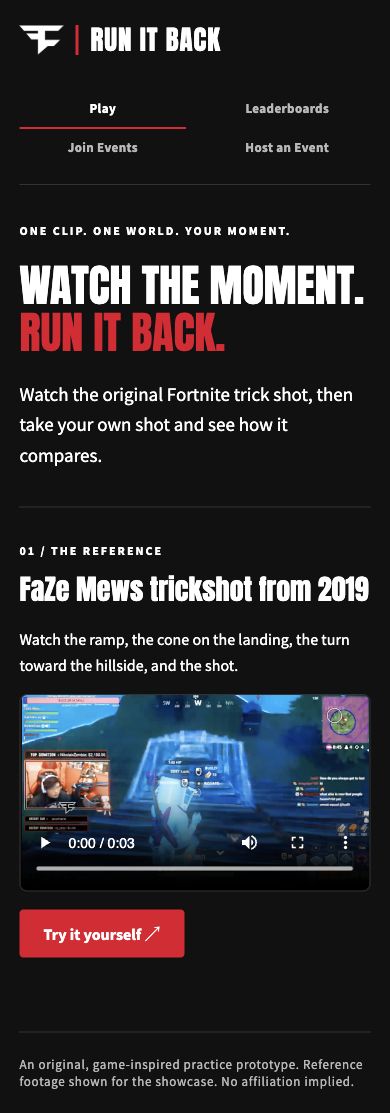 RUN IT BACK
Play
Leaderboards
Join Events
Host an Event
ONE CLIP. ONE WORLD. YOUR MOMENT.
WATCH THE MOMENT.
RUN IT BACK.
Watch the original Fortnite trick shot, then
take your own shot and see how it
compares.
01 / THE REFERENCE
FaZe Mews trickshot from 2019
Watch the ramp, the cone on the landing, the turn
toward the hillside, and the shot.
SW
W
NW
0:00 / 0:03
Try it yourself ↗
An original, game-inspired practice prototype. Reference
footage shown for the showcase. No affiliation implied.